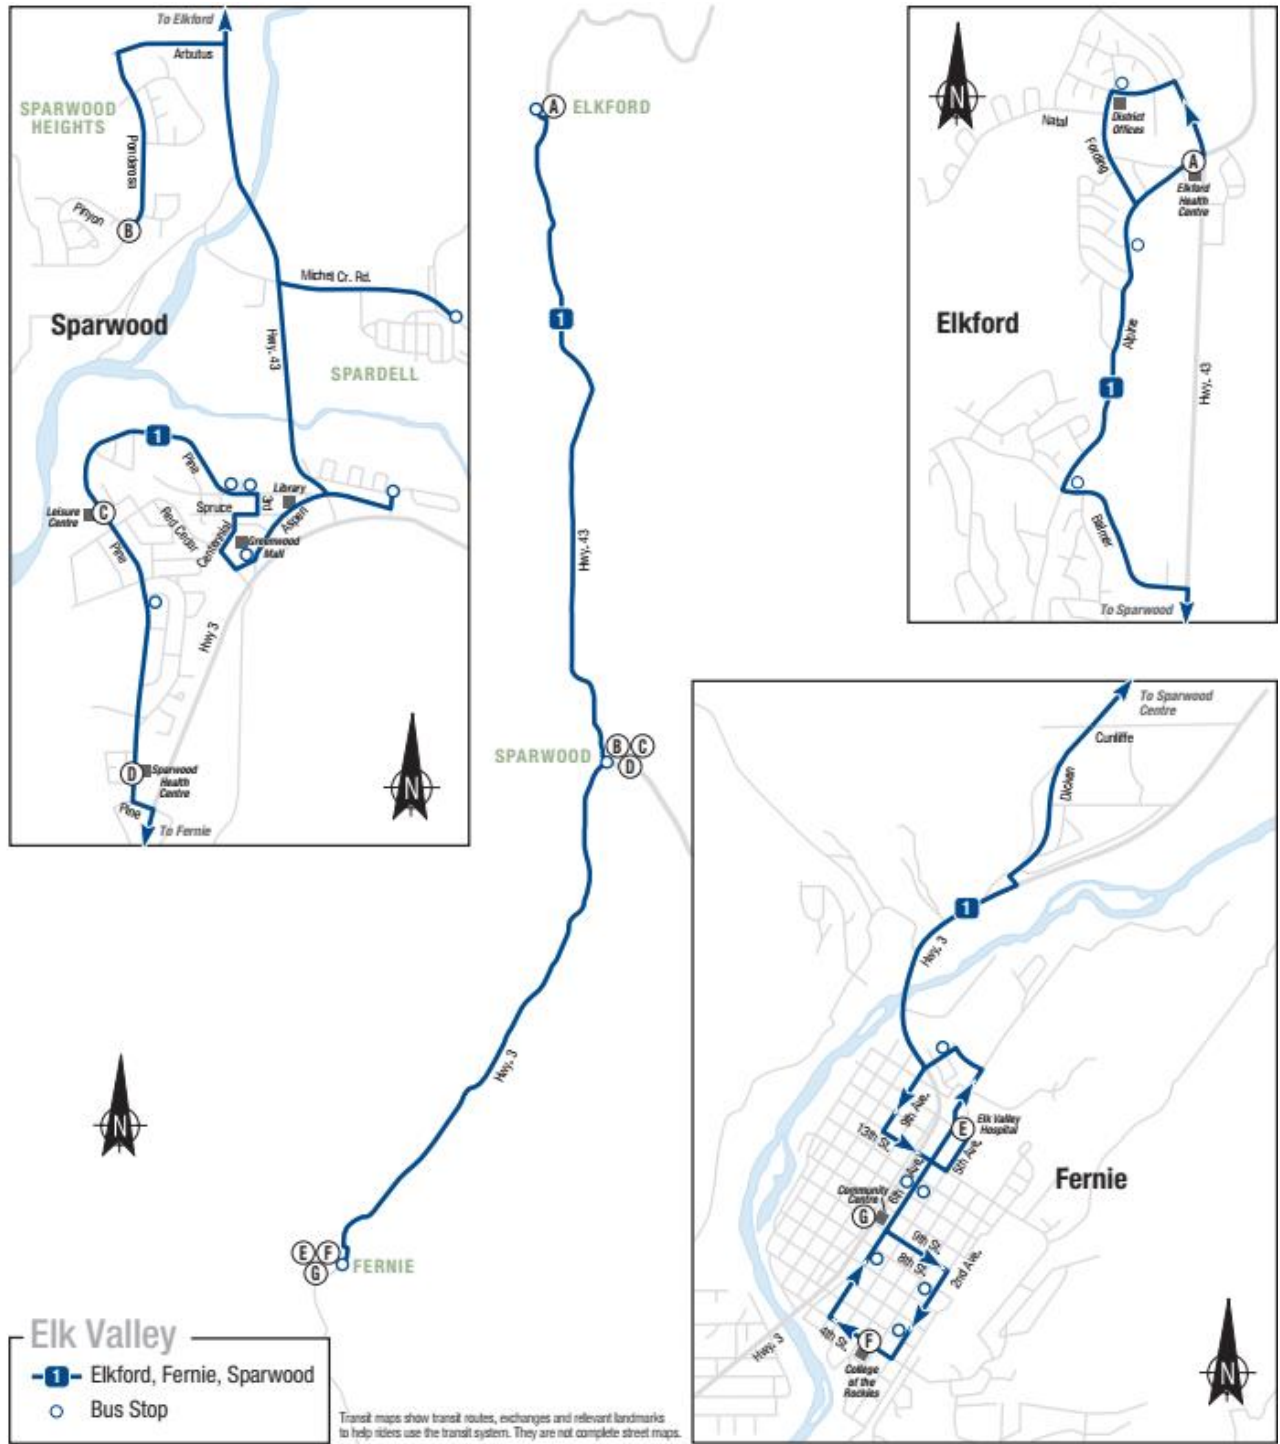 To Elkford
Arbutus
SPARWOOD
HEIGHTS
Ponderosa
Pinyon
B
Sparwood
Michel Cr. Rd.
Hwy. 43
SPARDELL
1
Pine
Library
3rd
Spruce
Aspen
Leisure
Centre
C
Red Cedar
Centennial
Greenwood
Mall
Pine
Hwy 3
D
Sparwood
Health
Centre
Pine
To Fernie
N
A
ELKFORD
1
Hwy. 43
SPARWOOD
B
C
D
Hwy. 3
N
E
F
G
FERNIE
N
Natal
District
Offices
Fording
A
Elkford
Health
Centre
Elkford
Alpine
1
Hwy. 43
Balmer
To Sparwood
To Sparwood
Centre
Cunliffe
Dicken
1
Hwy. 3
9th Ave.
13th St.
E
Elk Valley
Hospital
5th Ave.
6th Ave.
Community
Centre
G
Fernie
9th St.
8th St.
2nd Ave.
4th St.
F
College
of the
Rockies
Hwy. 3
N
Elk Valley
1 Elkford, Fernie, Sparwood
Bus Stop
Transit maps show transit routes, exchanges and relevant landmarks
to help riders use the transit system. They are not complete street maps.